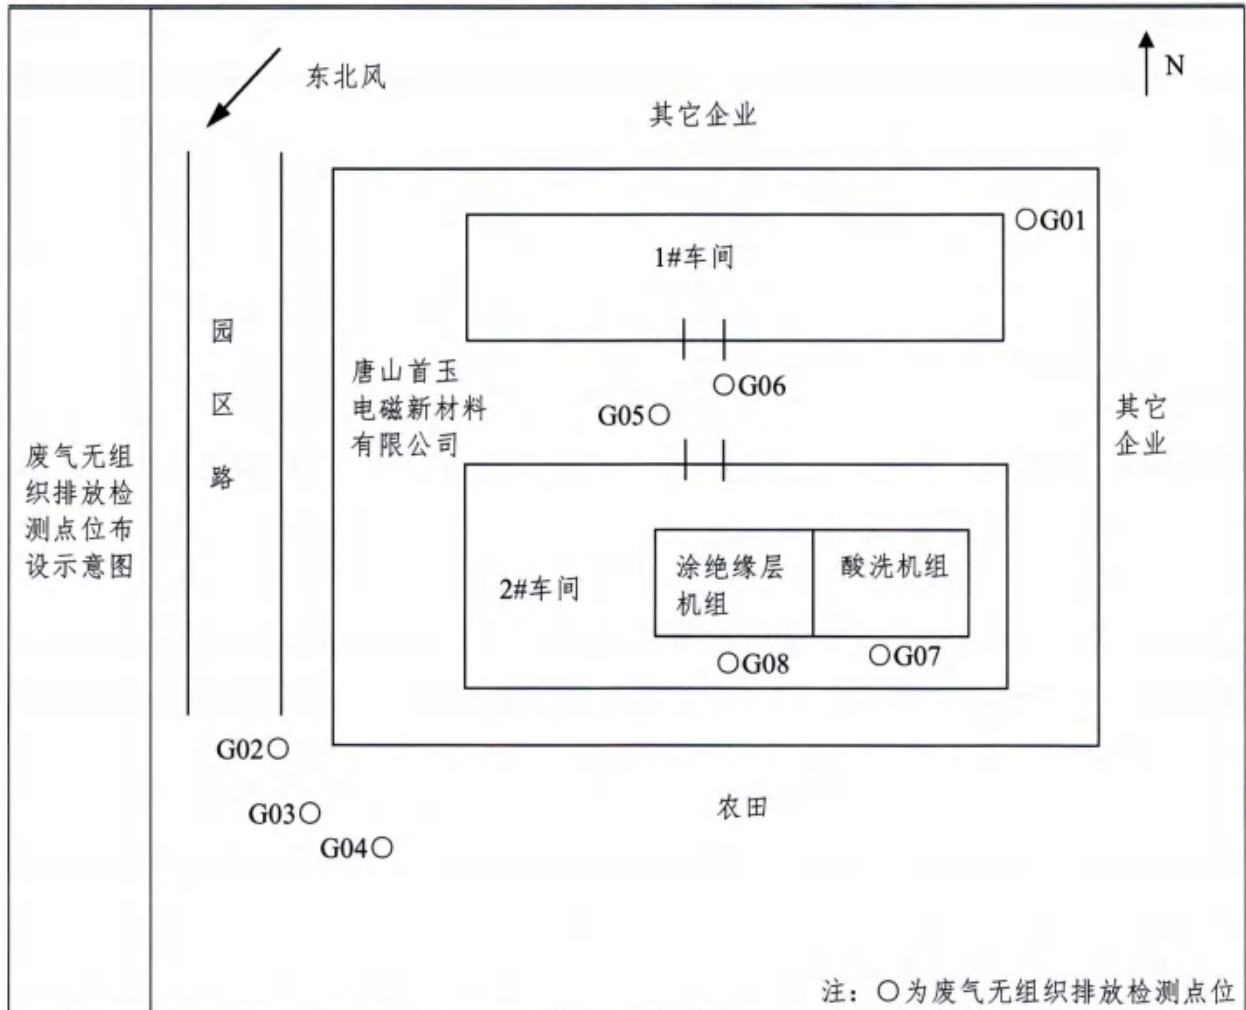 东北风
N
其它企业
G01
1#车间
园
区
路
唐山首玉
电磁新材料
有限公司
G06
G05
其它
企业
废气无组
织排放检
测点位布
设示意图
2#车间
涂绝缘层
机组
酸洗机组
G08
G07
G02
G03
G04
农田
注：○为废气无组织排放检测点位